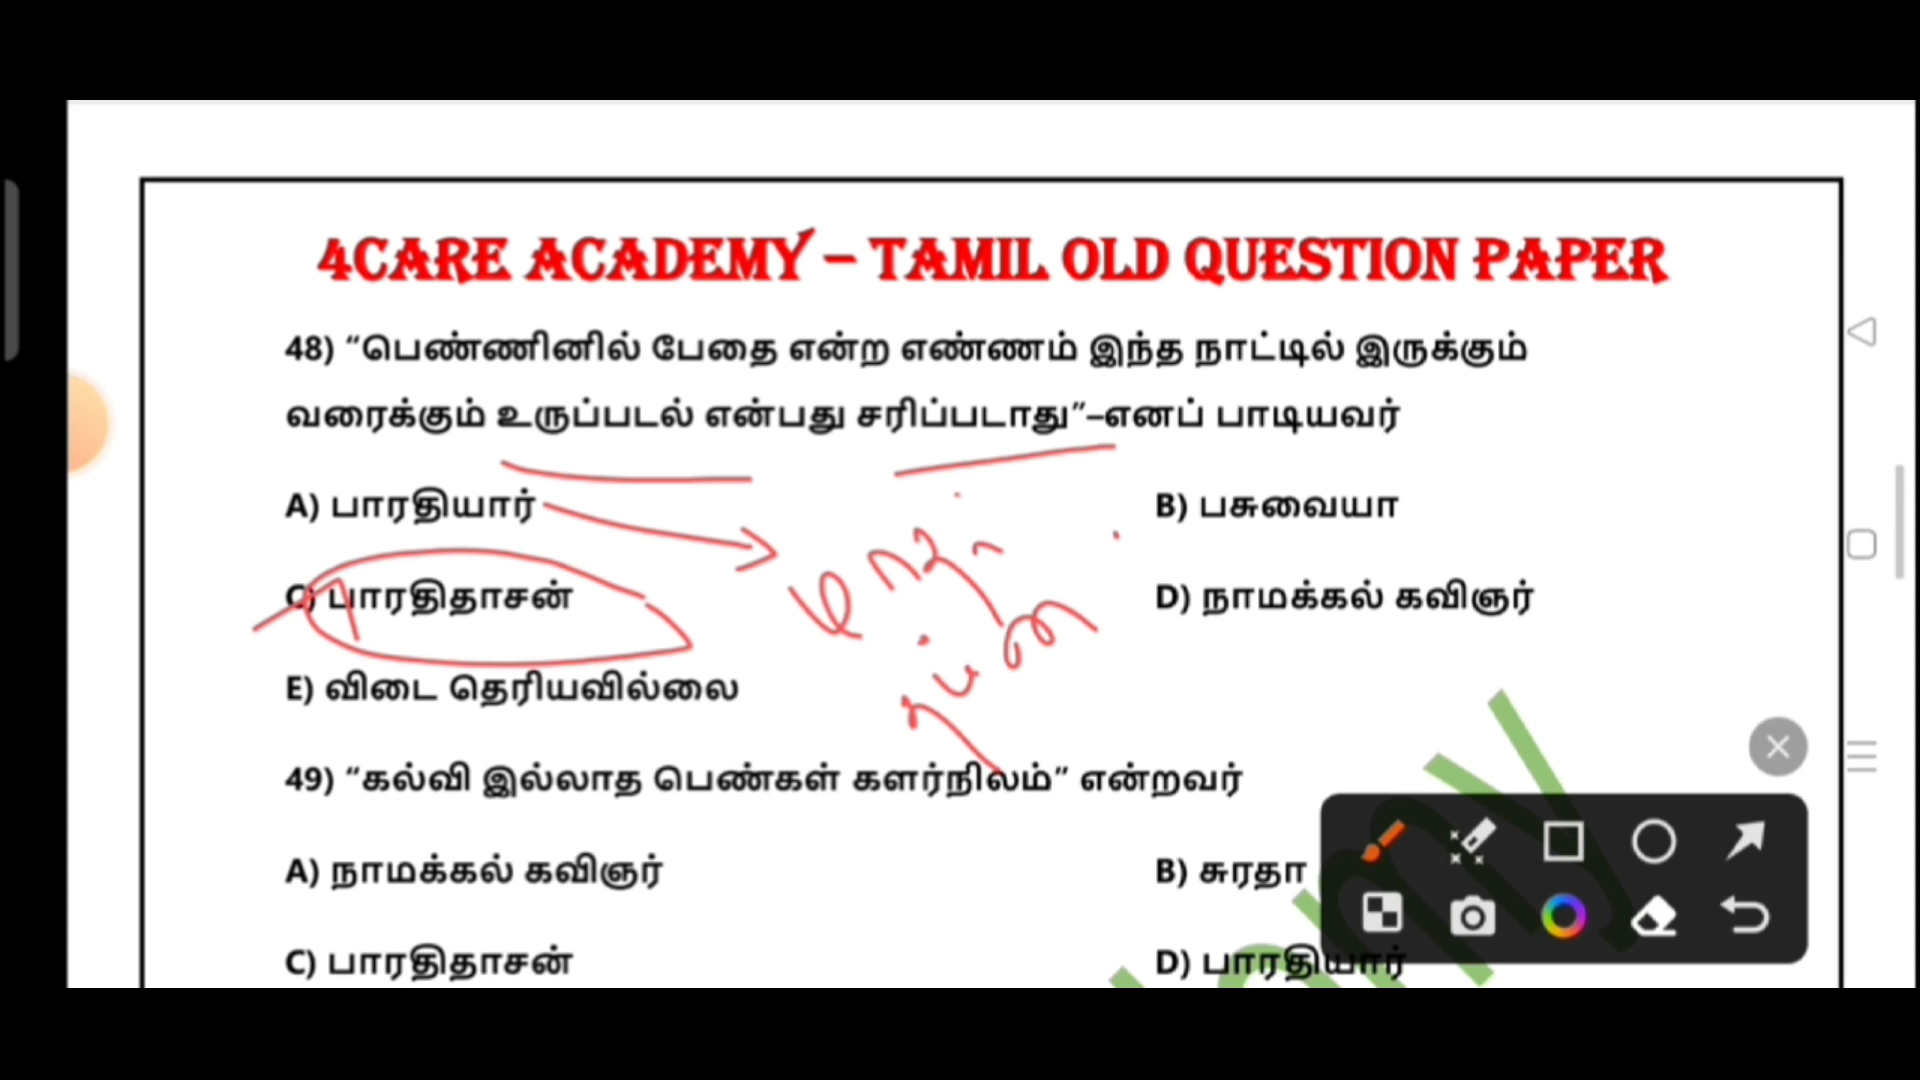 4CARE ACADEMY – TAMIL OLD QUESTION PAPER
48) “பெண்ணினில் பேதை என்ற எண்ணம் இந்த நாட்டில் இருக்கும்
வரைக்கும் உருப்படல் என்பது சரிப்படாது”–எனப் பாடியவர்
A) பாரதியார் B) பசுவையா
C) பாரதிதாசன் D) நாமக்கல் கவிஞர்
E) விடை தெரியவில்லை
49) “கல்வி இல்லாத பெண்கள் களர்நிலம்” என்றவர்
A) நாமக்கல் கவிஞர் B) சுரதா
C) பாரதிதாசன் D) பாரதியார்